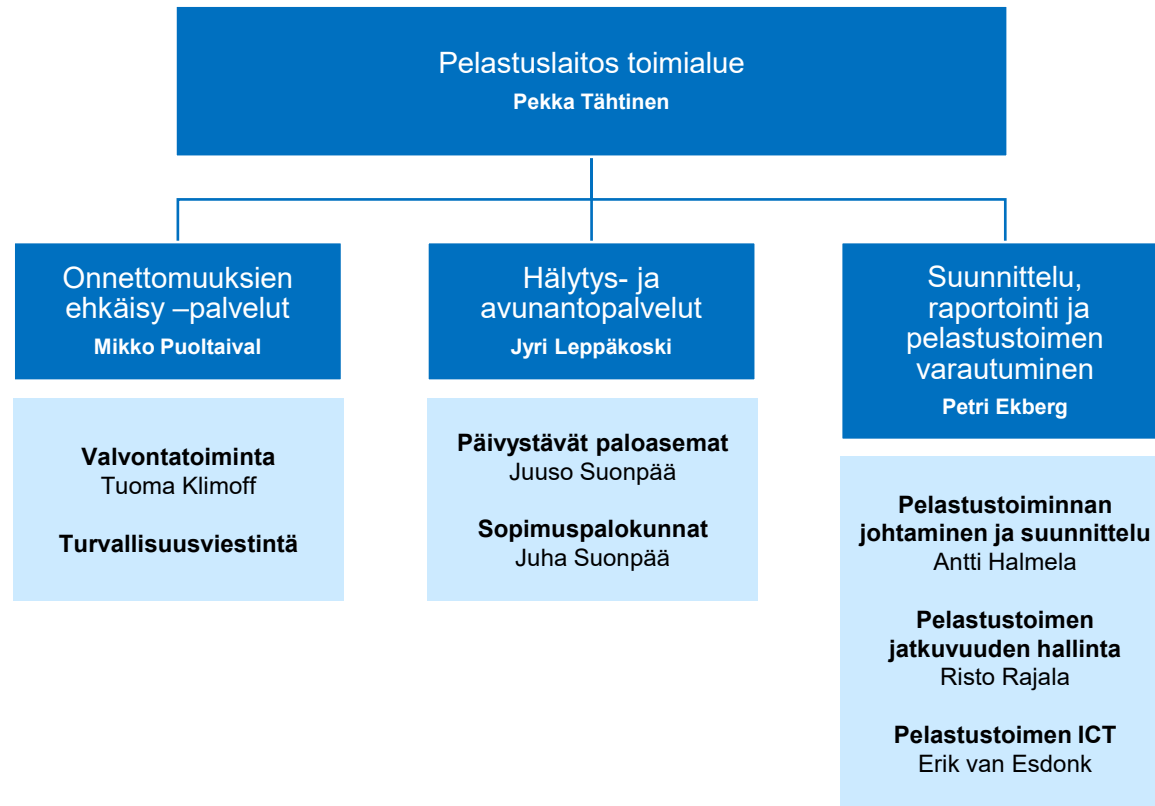 Pelastuslaitos toimialue
Pekka Tähtinen
Onnettomuuksien
ehkäisy –palvelut
Mikko Puoltaival
Valvontatoiminta
Tuoma Klimoff
Turvallisuusviestintä
Hälytys- ja
avunantopalvelut
Jyri Leppäkoski
Päivystävät paloasemat
Juuso Suonpää
Sopimuspalokunnat
Juha Suonpää
Suunnittelu,
raportointi ja
pelastustoimen
varautuminen
Petri Ekberg
Pelastustoiminnan
johtaminen ja suunnittelu
Antti Halmela
Pelastustoimen
jatkuvuuden hallinta
Risto Rajala
Pelastustoimen ICT
Erik van Esdonk